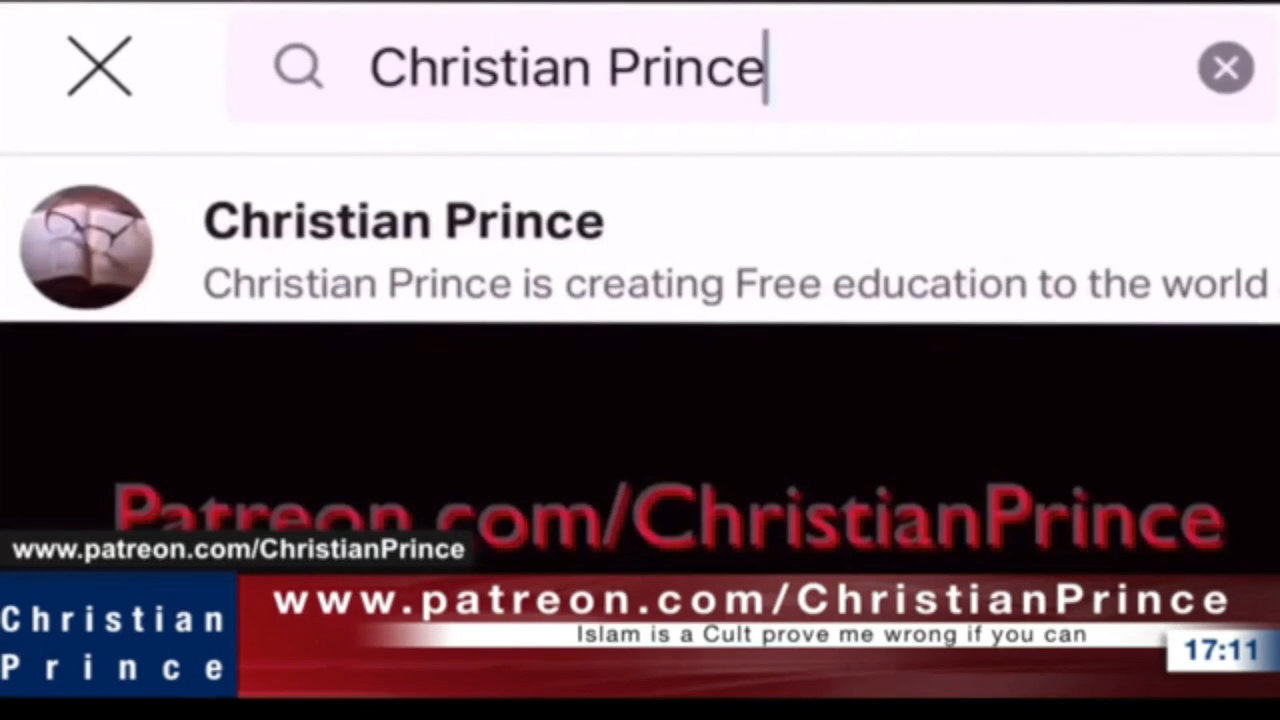 Christian Prince
Christian Prince
Christian Prince is creating Free education to the world
Patreon.com/ChristianPrince
www.patreon.com/ChristianPrince
Christian
Prince
www.patreon.com/ChristianPrince
Islam is a Cult prove me wrong if you can
17:11